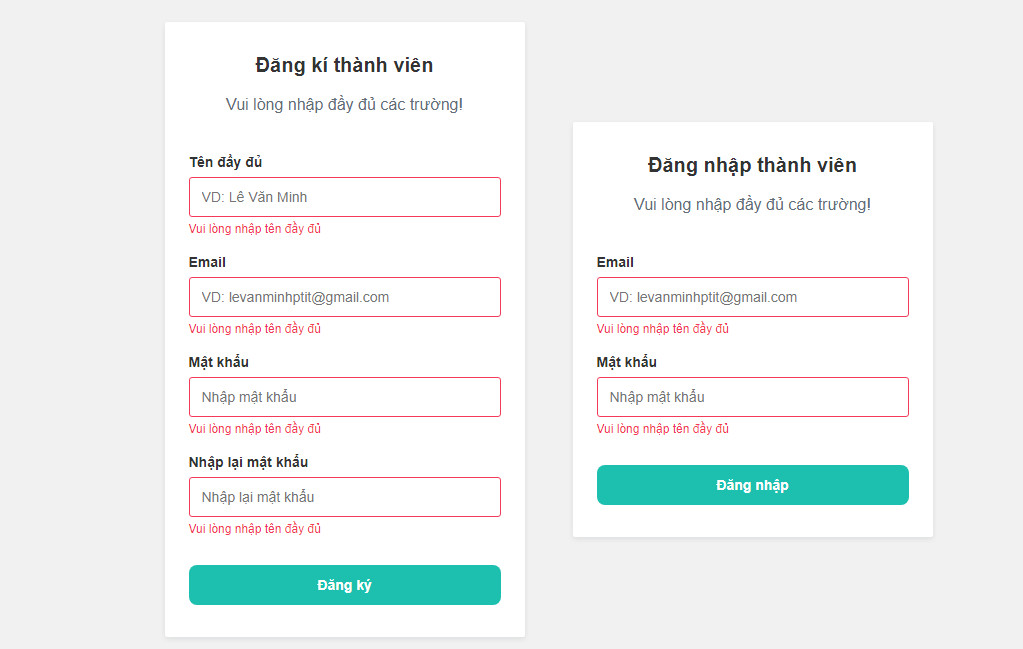 Đăng kí thành viên
Vui lòng nhập đầy đủ các trường!
Tên đầy đủ
VD: Lê Văn Minh
Vui lòng nhập tên đầy đủ
Email
VD: levanminhptit@gmail.com
Vui lòng nhập tên đầy đủ
Mật khẩu
Nhập mật khẩu
Vui lòng nhập tên đầy đủ
Nhập lại mật khẩu
Nhập lại mật khẩu
Vui lòng nhập tên đầy đủ
Đăng ký
Đăng nhập thành viên
Vui lòng nhập đầy đủ các trường!
Email
VD: levanminhptit@gmail.com
Vui lòng nhập tên đầy đủ
Mật khẩu
Nhập mật khẩu
Vui lòng nhập tên đầy đủ
Đăng nhập